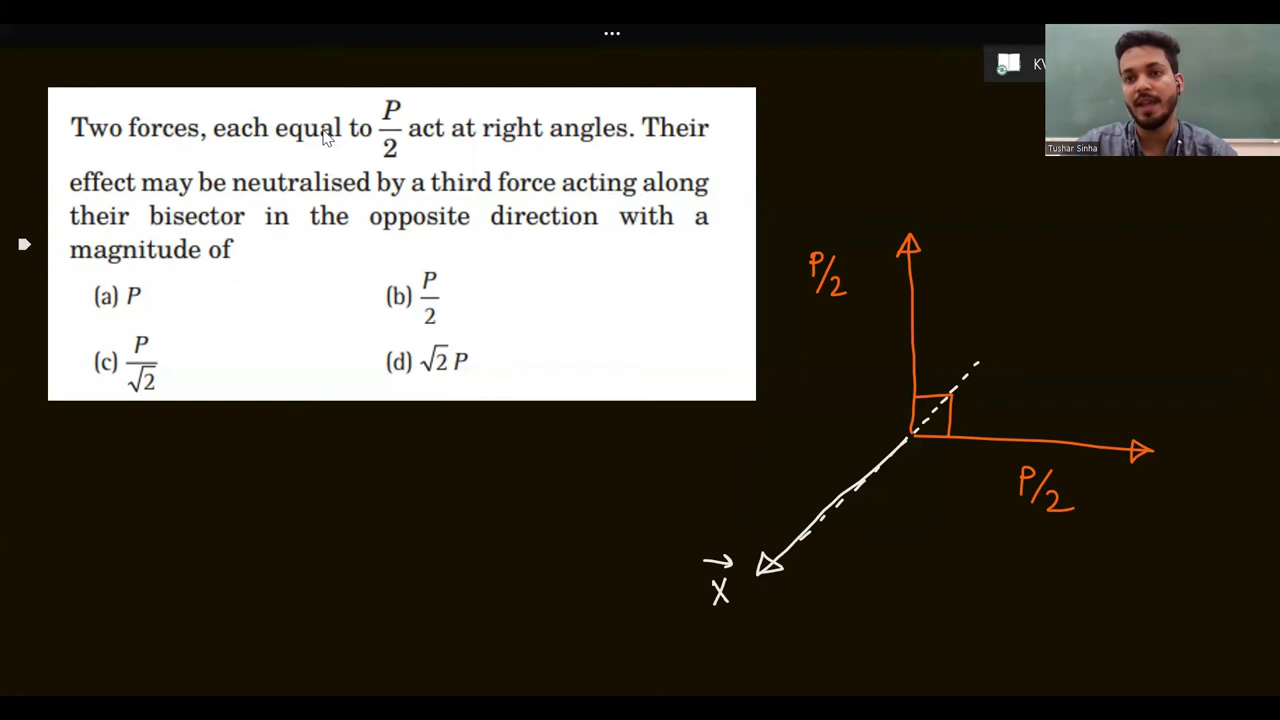 ...
KV
Tushar Sinha
Two forces, each equal to P/2 act at right angles. Their
effect may be neutralised by a third force acting along
their bisector in the opposite direction with a
magnitude of
(a) P (b) P/2
(c) P/√2 (d) √2 P
P/2
P/2
→
X